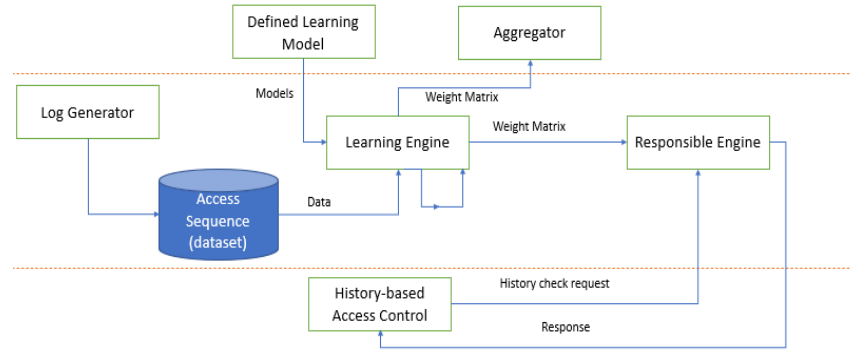 Defined Learning
Model
Aggregator
Models
Weight Matrix
Log Generator
Learning Engine
Weight Matrix
Responsible Engine
Access
Sequence
(dataset)
Data
History-based
Access Control
History check request
Response